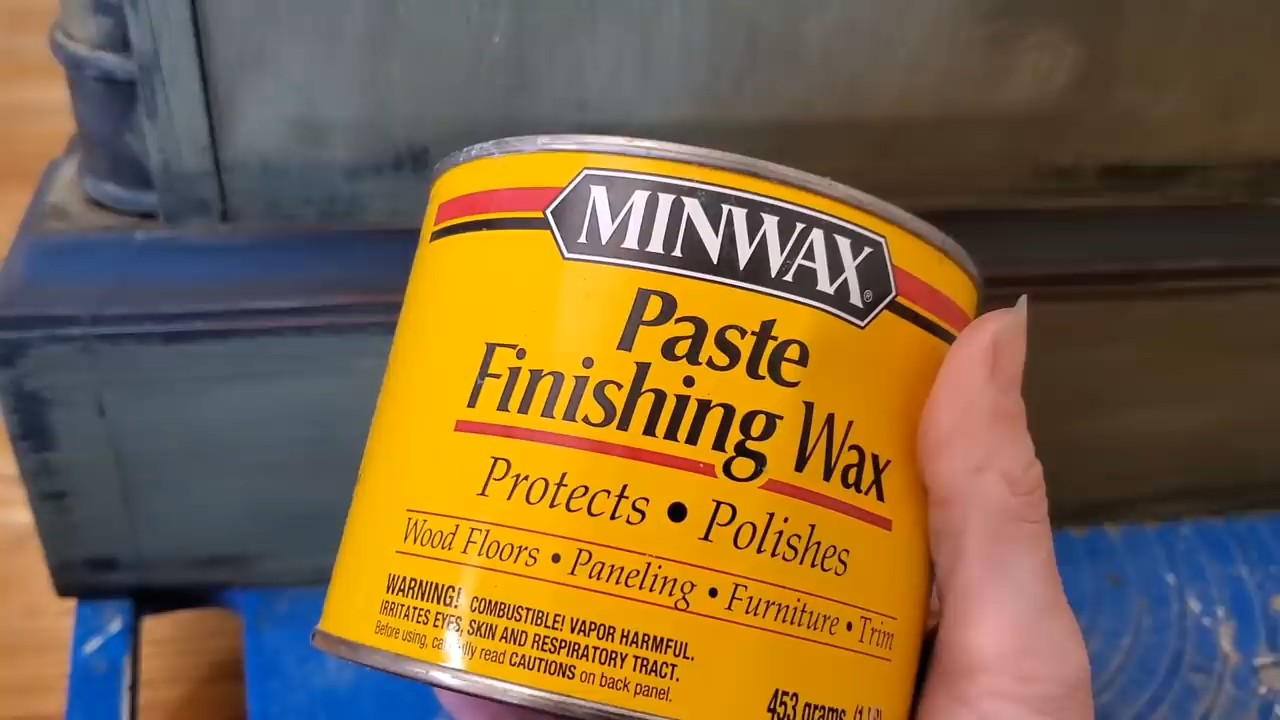 MINWAX®
Paste
Finishing Wax
Protects • Polishes
Wood Floors • Paneling • Furniture • Trim
WARNING! COMBUSTIBLE! VAPOR HARMFUL.
IRRITATES EYES, SKIN AND RESPIRATORY TRACT.
Before using, carefully read CAUTIONS on back panel.
453 grams